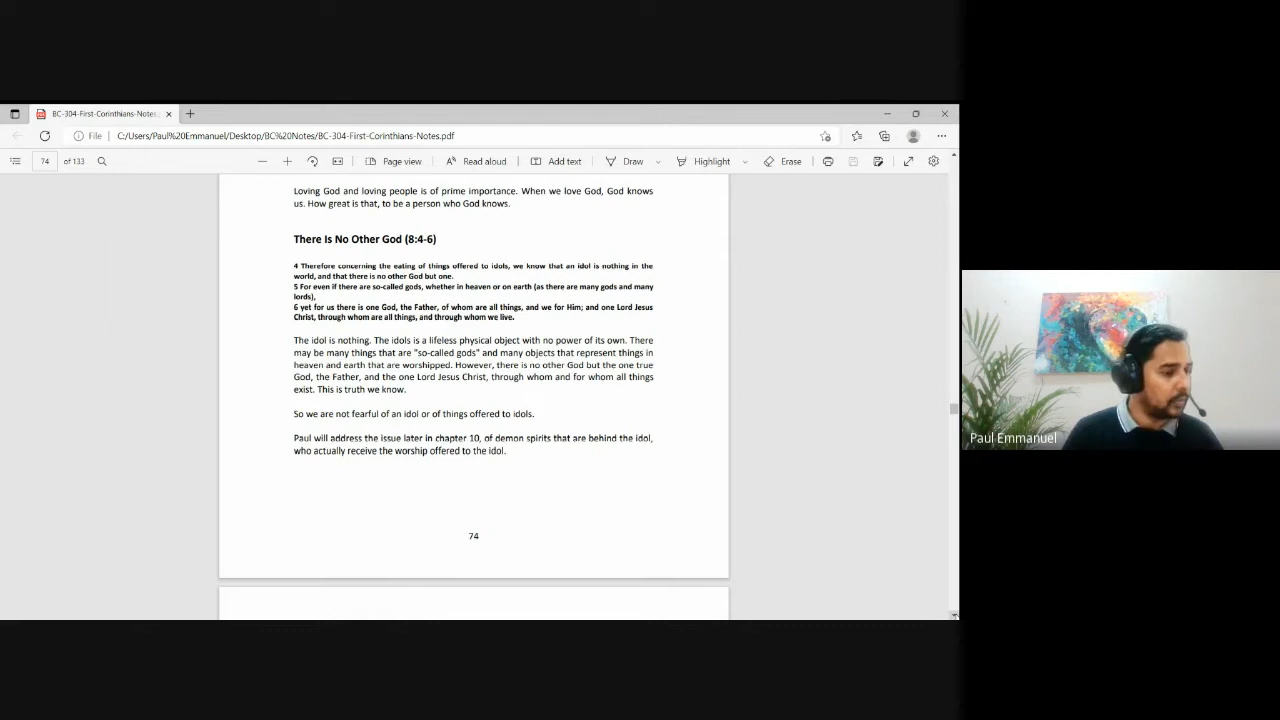 BC-304-First-Corinthians-Notes.
File C:/Users/Paul%20Emmanuel/Desktop/BC%20Notes/BC-304-First-Corinthians-Notes.pdf
74 of 133 Page view Read aloud Add text Draw Highlight Erase
Loving God and loving people is of prime importance. When we love God, God knows
us. How great is that, to be a person who God knows.
There Is No Other God (8:4-6)
4 Therefore concerning the eating of things offered to idols, we know that an idol is nothing in the
world, and that there is no other God but one.
5 For even if there are so-called gods, whether in heaven or on earth (as there are many gods and many
lords),
6 yet for us there is one God, the Father, of whom are all things, and we for Him; and one Lord Jesus
Christ, through whom are all things, and through whom we live.
The idol is nothing. The idols is a lifeless physical object with no power of its own. There
may be many things that are "so-called gods" and many objects that represent things in
heaven and earth that are worshipped. However, there is no other God but the one true
God, the Father, and the one Lord Jesus Christ, through whom and for whom all things
exist. This is truth we know.
So we are not fearful of an idol or of things offered to idols.
Paul will address the issue later in chapter 10, of demon spirits that are behind the idol,
who actually receive the worship offered to the idol.
74
Paul Emmanuel